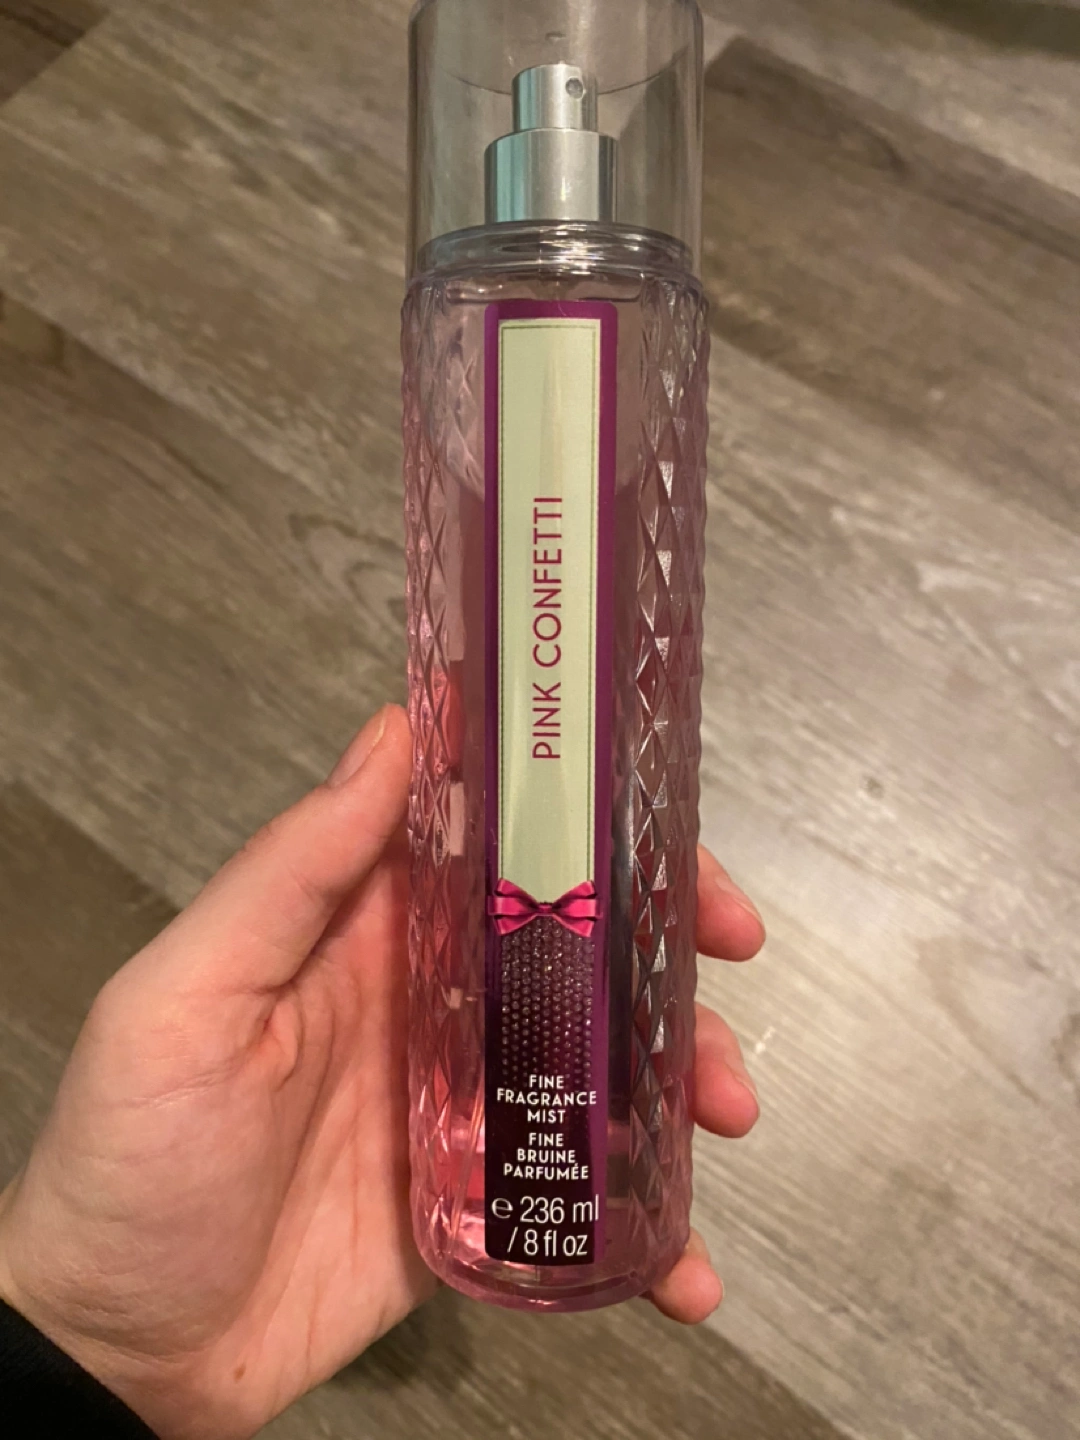 PINK CONFETTI
FINE
FRAGRANCE
MIST
FINE
BRUINE
PARFUMÉE
℮ 236 ml
/ 8 fl oz